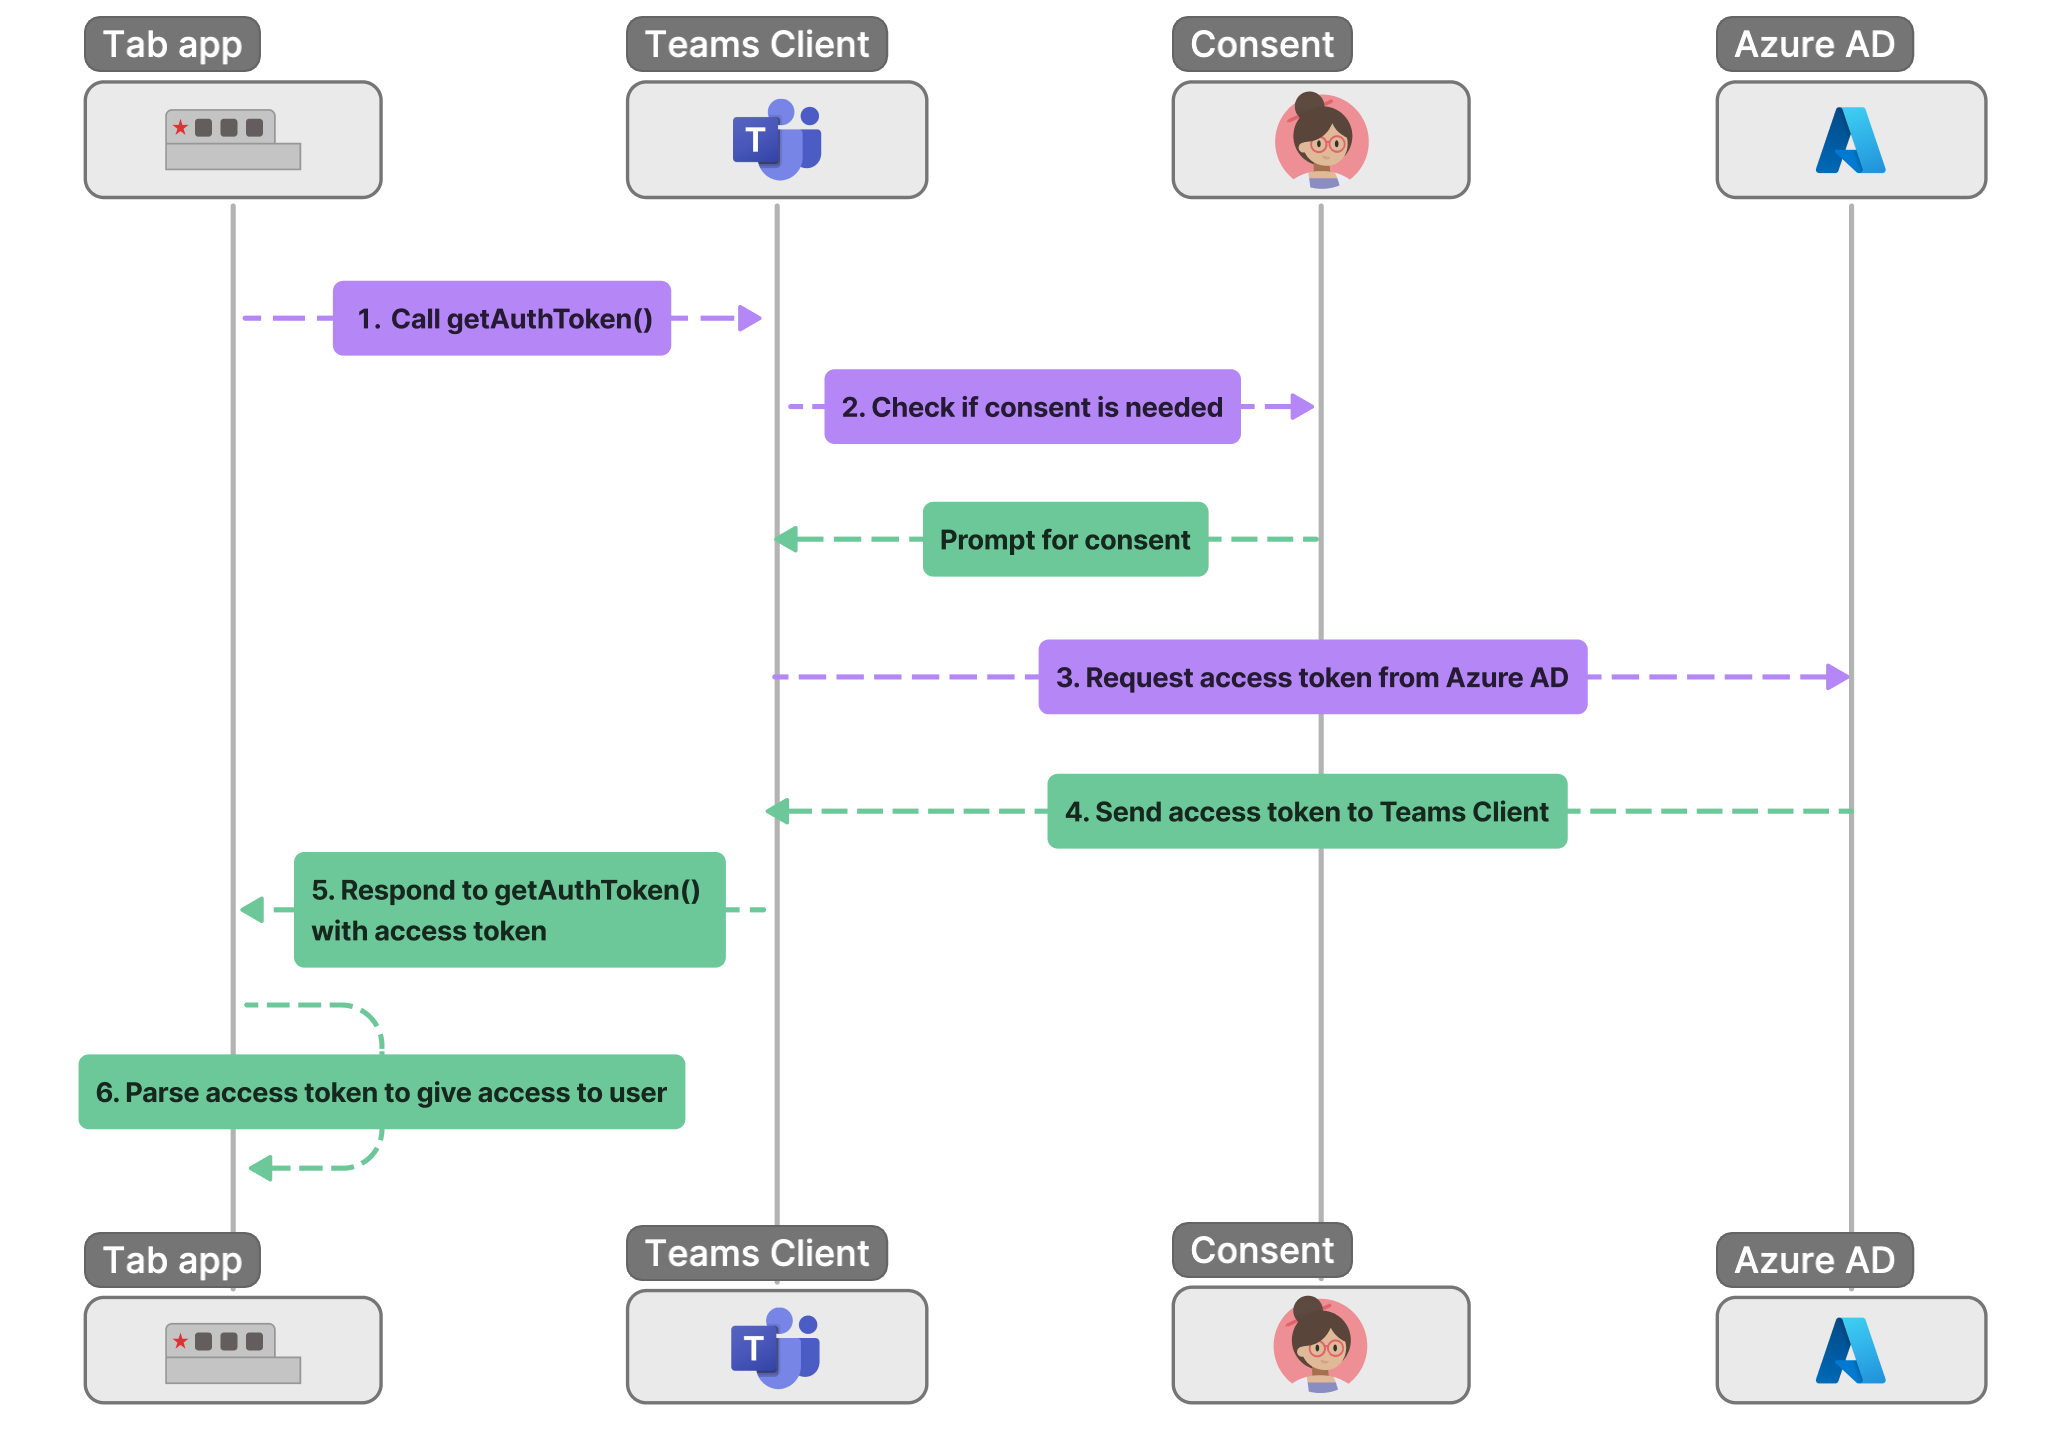 Tab app
Teams Client
Consent
Azure AD
T
1. Call getAuthToken()
2. Check if consent is needed
Prompt for consent
3. Request access token from Azure AD
4. Send access token to Teams Client
5. Respond to getAuthToken()
with access token
6. Parse access token to give access to user
Tab app
Teams Client
Consent
Azure AD
T